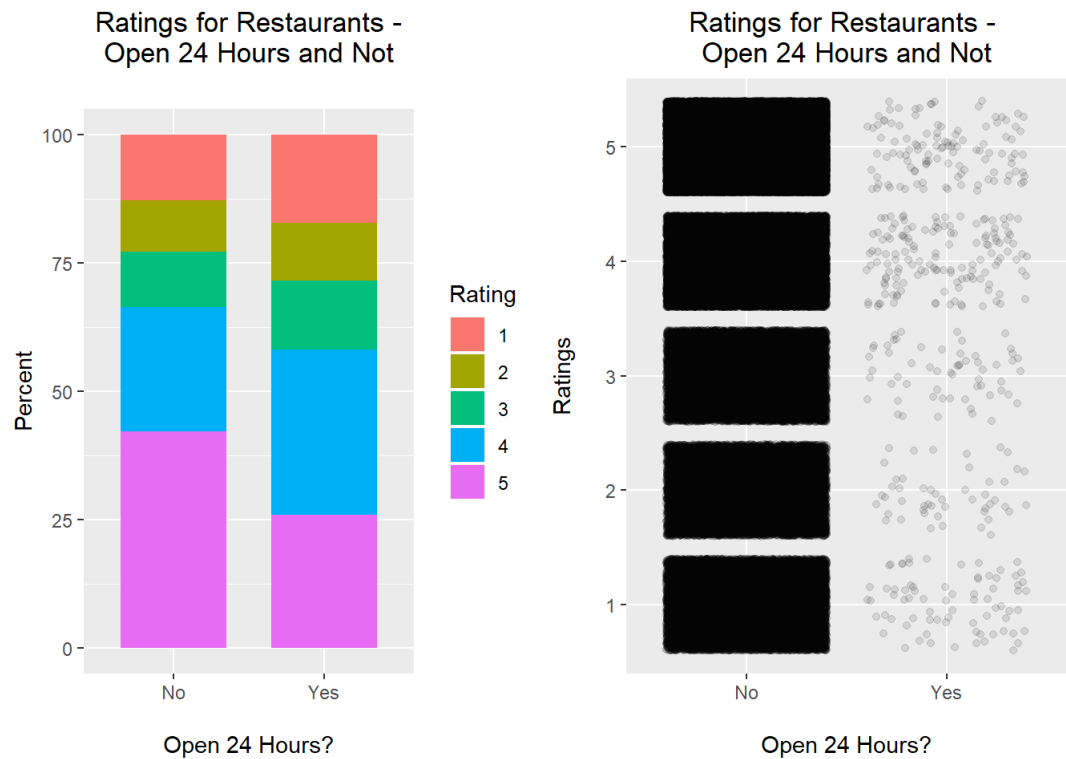 Ratings for Restaurants -
Open 24 Hours and Not
Percent
100
75
50
25
0
No
Yes
Open 24 Hours?
Rating
1
2
3
4
5
Ratings for Restaurants -
Open 24 Hours and Not
Ratings
5
4
3
2
1
No
Yes
Open 24 Hours?